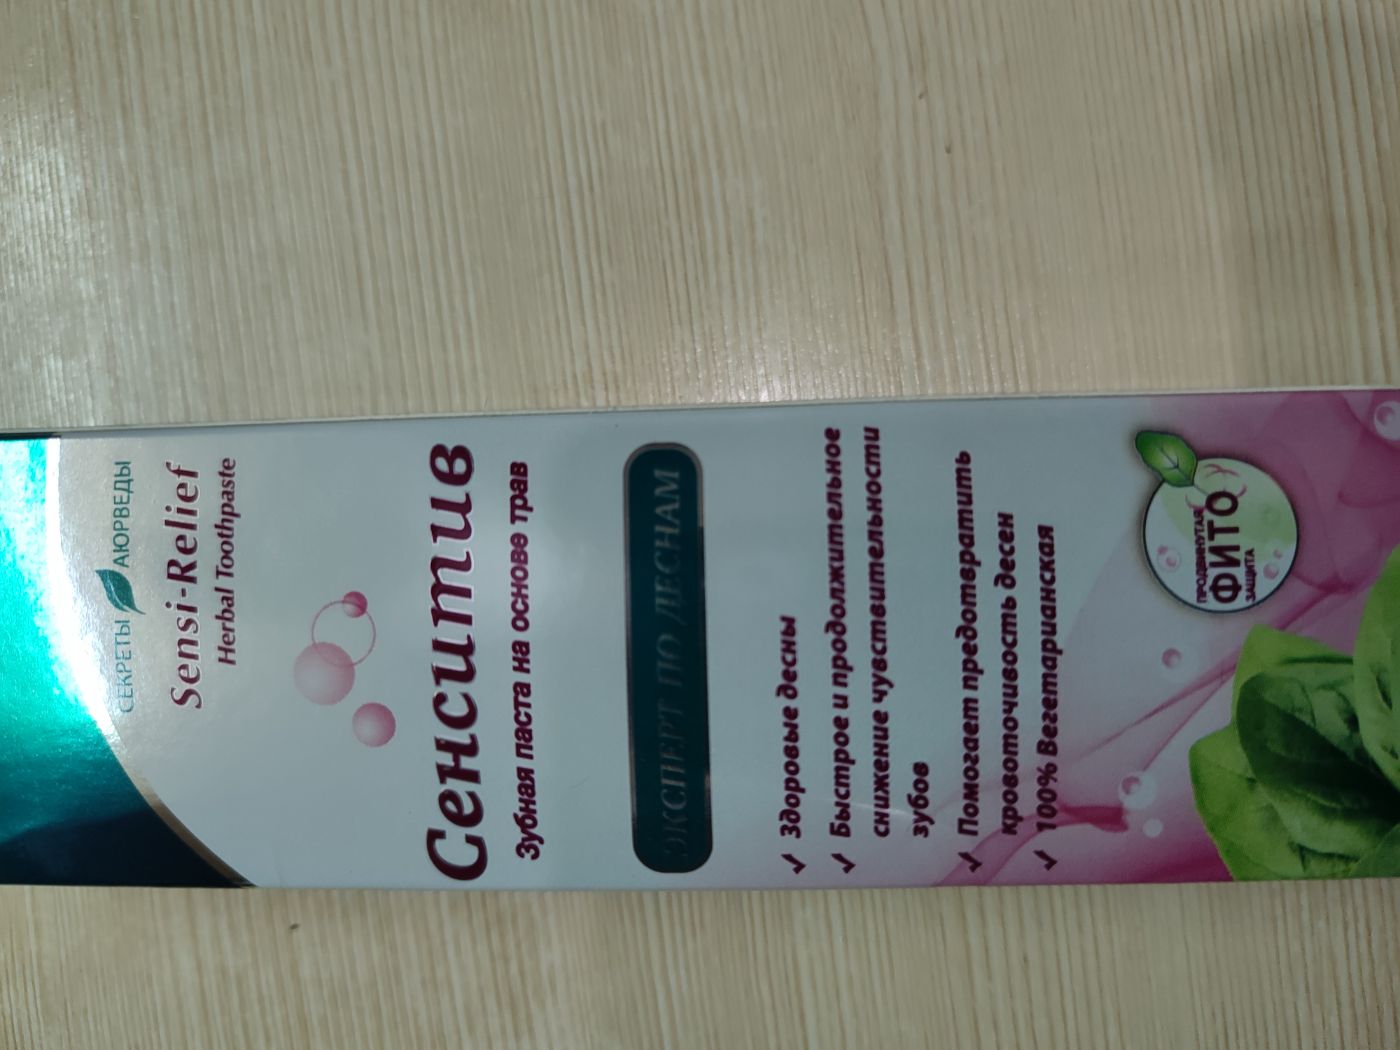 СЕКРЕТЫ АЮРВЕДЫ
Sensi-Relief
Herbal Toothpaste
Сенситив
Зубная паста на основе трав
ЭКСПЕРТ ПО ДЕСНАМ
✓ Здоровые десны
✓ Быстрое и продолжительное
снижение чувствительности
зубов
✓ Помогает предотвратить
кровоточивость десен
✓ 100% Вегетарианская
ПРОДВИНУТАЯ
ФИТО
ЗАЩИТА